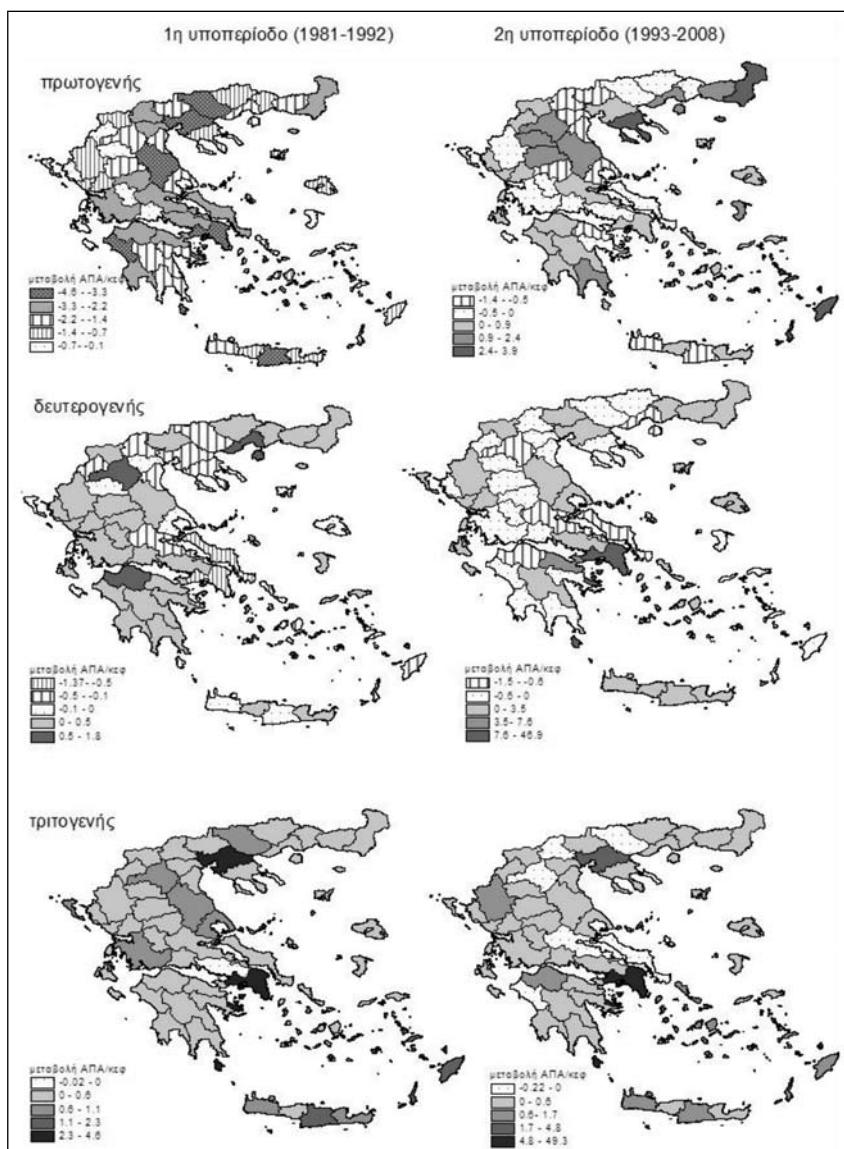 1η υποπερίοδο (1981-1992)
2η υποπερίοδο (1993-2008)
πρωτογενής
μεταβολή ΑΠΑ/κεφ
-4.6 - -3.3
-3.3 - -2.2
-2.2 - -1.4
-1.4 - -0.7
-0.7 - -0.1
μεταβολή ΑΠΑ/κεφ
-1.4 - -0.5
-0.5 - 0
0 - 0.9
0.9 - 2.4
2.4 - 3.9
δευτερογενής
μεταβολή ΑΠΑ/κεφ
-1.37 - -0.5
-0.5 - -0.1
-0.1 - 0
0 - 0.5
0.5 - 1.8
μεταβολή ΑΠΑ/κεφ
-1.5 - -0.6
-0.6 - 0
0 - 3.5
3.5 - 7.6
7.6 - 46.9
τριτογενής
μεταβολή ΑΠΑ/κεφ
-0.02 - 0
0 - 0.6
0.6 - 1.1
1.1 - 2.3
2.3 - 4.6
μεταβολή ΑΠΑ/κεφ
-0.22 - 0
0 - 0.6
0.6 - 1.7
1.7 - 4.8
4.8 - 49.3